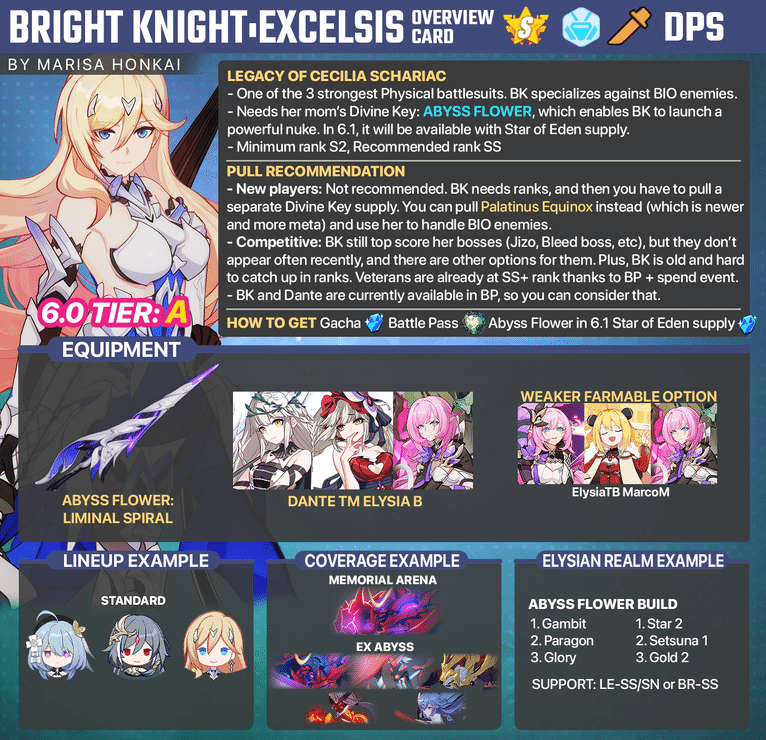 BRIGHT KNIGHT:EXCELSIS OVERVIEW CARD S DPS
BY MARISA HONKAI
LEGACY OF CECILIA SCHARIAC
- One of the 3 strongest Physical battlesuits. BK specializes against BIO enemies.
- Needs her mom's Divine Key: ABYSS FLOWER, which enables BK to launch a
powerful nuke. In 6.1, it will be available with Star of Eden supply.
- Minimum rank S2, Recommended rank SS
PULL RECOMMENDATION
- New players: Not recommended. BK needs ranks, and then you have to pull a
separate Divine Key supply. You can pull Palatinus Equinox instead (which is newer
and more meta) and use her to handle BIO enemies.
- Competitive: BK still top score her bosses (Jizo, Bleed boss, etc), but they don't
appear often recently, and there are other options for them. Plus, BK is old and hard
to catch up in ranks. Veterans are already at SS+ rank thanks to BP + spend event.
- BK and Dante are currently available in BP, so you can consider that.
6.0 TIER: A
HOW TO GET Gacha Battle Pass Abyss Flower in 6.1 Star of Eden supply
EQUIPMENT
ABYSS FLOWER:
LIMINAL SPIRAL
DANTE TM ELYSIA B
WEAKER FARMABLE OPTION
ElysiaTB MarcoM
LINEUP EXAMPLE
STANDARD
COVERAGE EXAMPLE
MEMORIAL ARENA
EX ABYSS
ELYSIAN REALM EXAMPLE
ABYSS FLOWER BUILD
1. Gambit 1. Star 2
2. Paragon 2. Setsuna 1
3. Glory 3. Gold 2
SUPPORT: LE-SS/SN or BR-SS